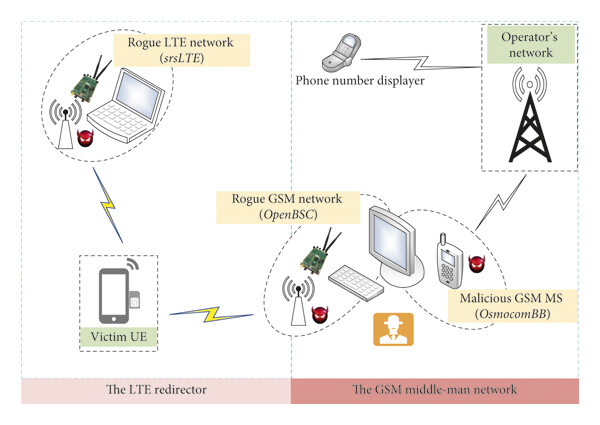 Rogue LTE network
(srsLTE)
Phone number displayer
Operator's
network
Rogue GSM network
(OpenBSC)
Malicious GSM MS
(OsmocomBB)
Victim UE
The LTE redirector
The GSM middle-man network